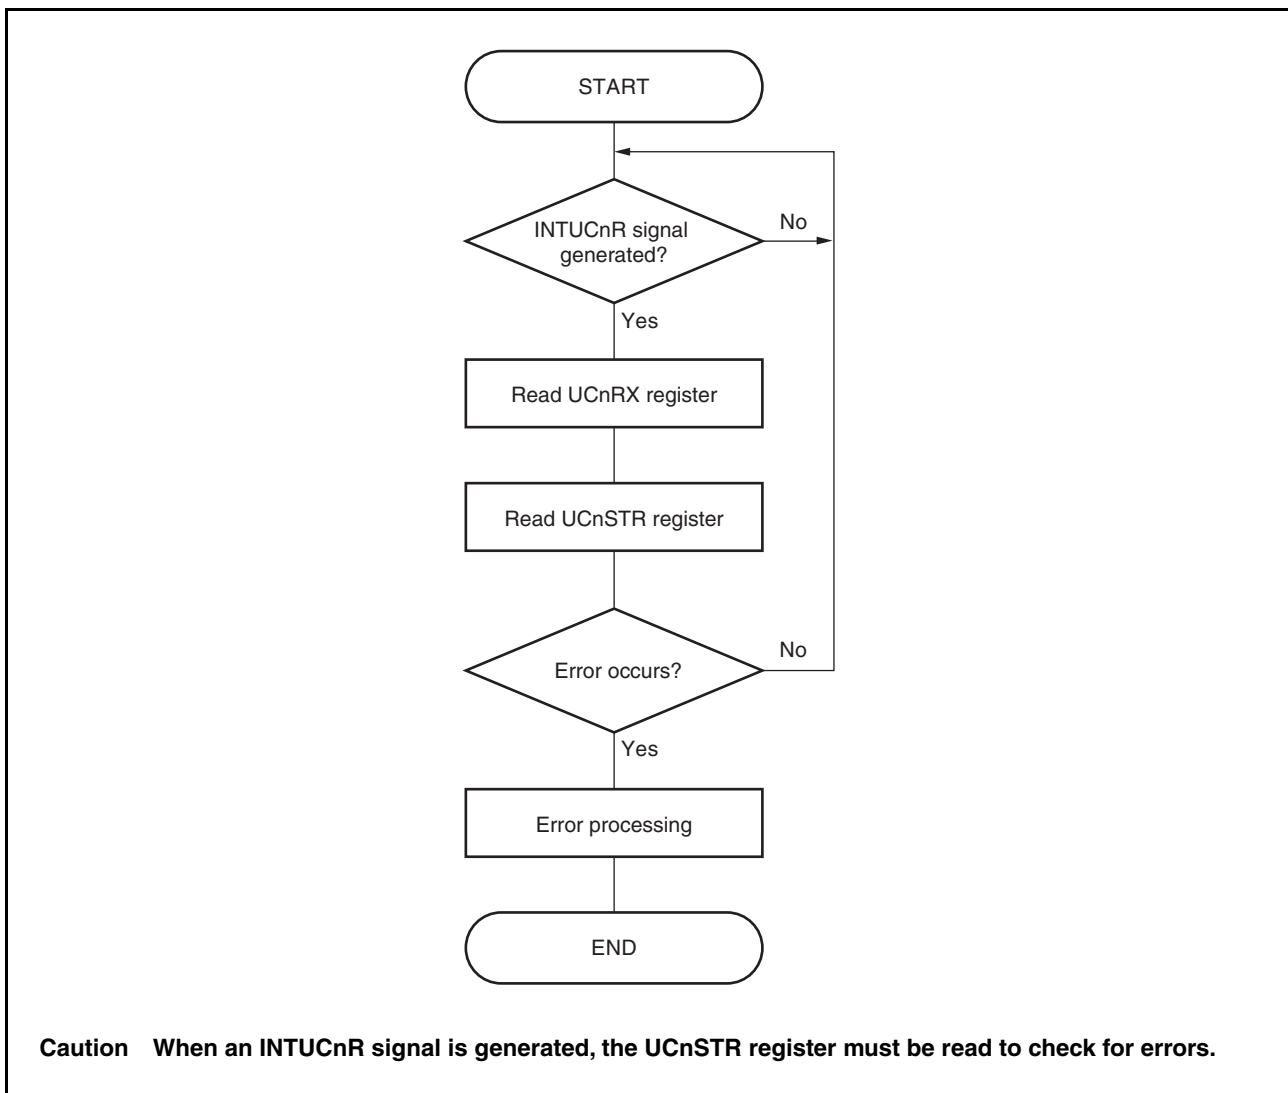 START
INTUCnR signal
generated?
No
Yes
Read UCnRX register
Read UCnSTR register
Error occurs?
No
Yes
Error processing
END
Caution When an INTUCnR signal is generated, the UCnSTR register must be read to check for errors.